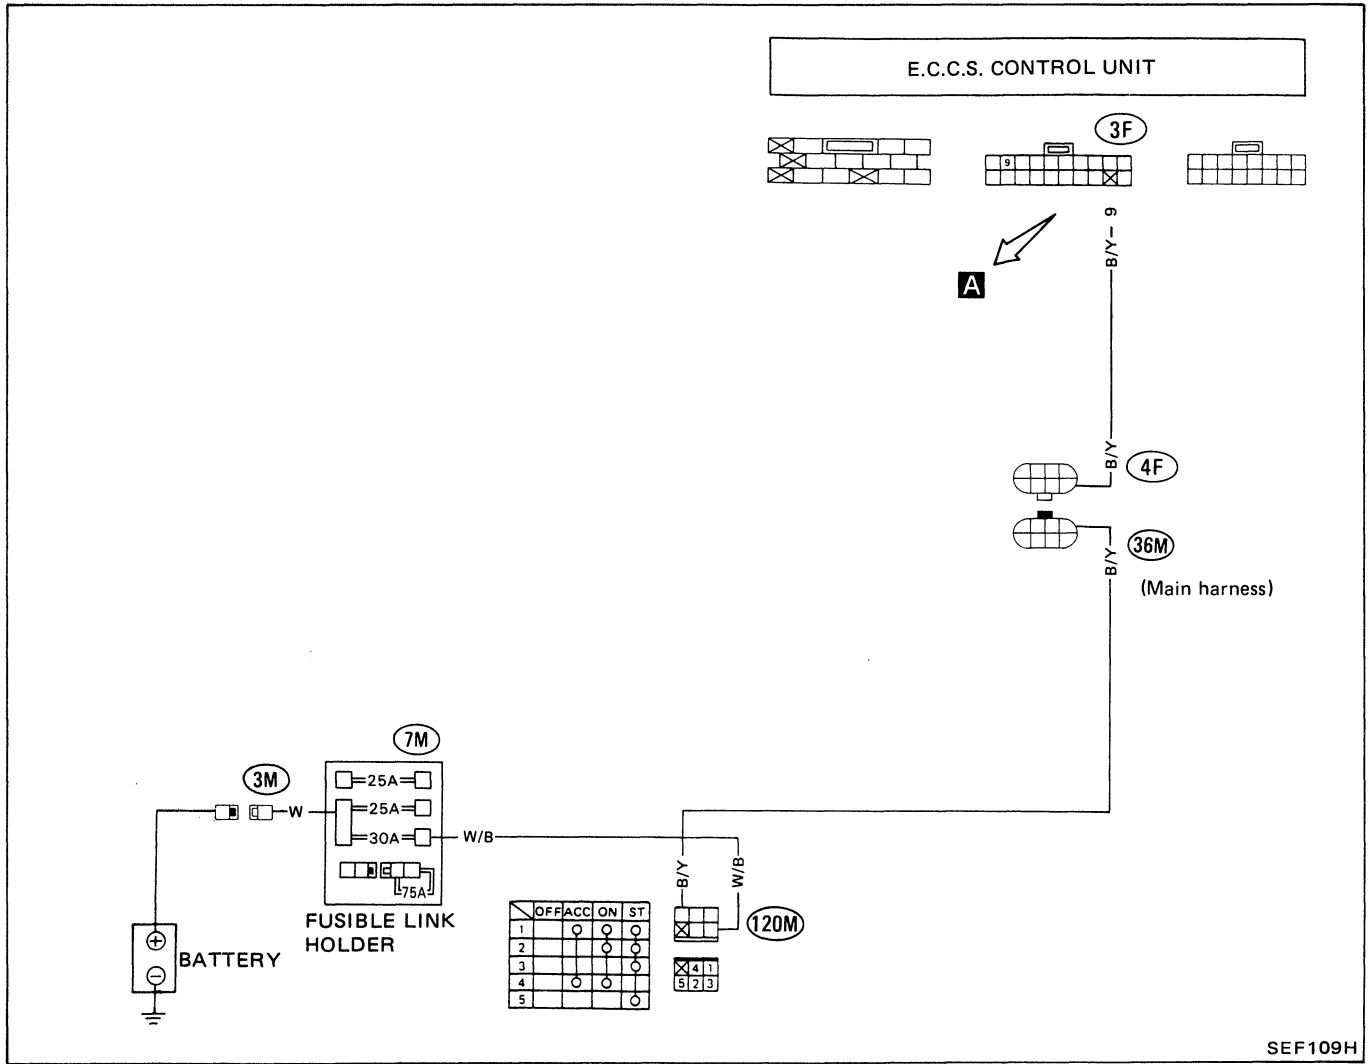 E.C.C.S. CONTROL UNIT
3F
9
9
B/Y
A
B/Y
4F
36M
B/Y
(Main harness)
7M
3M
25A
W
25A
30A
W/B
75A
B/Y
W/B
FUSIBLE LINK
HOLDER
OFF ACC ON ST
1
2
3
4
5
120M
4 1
5 2 3
BATTERY
SEF109H